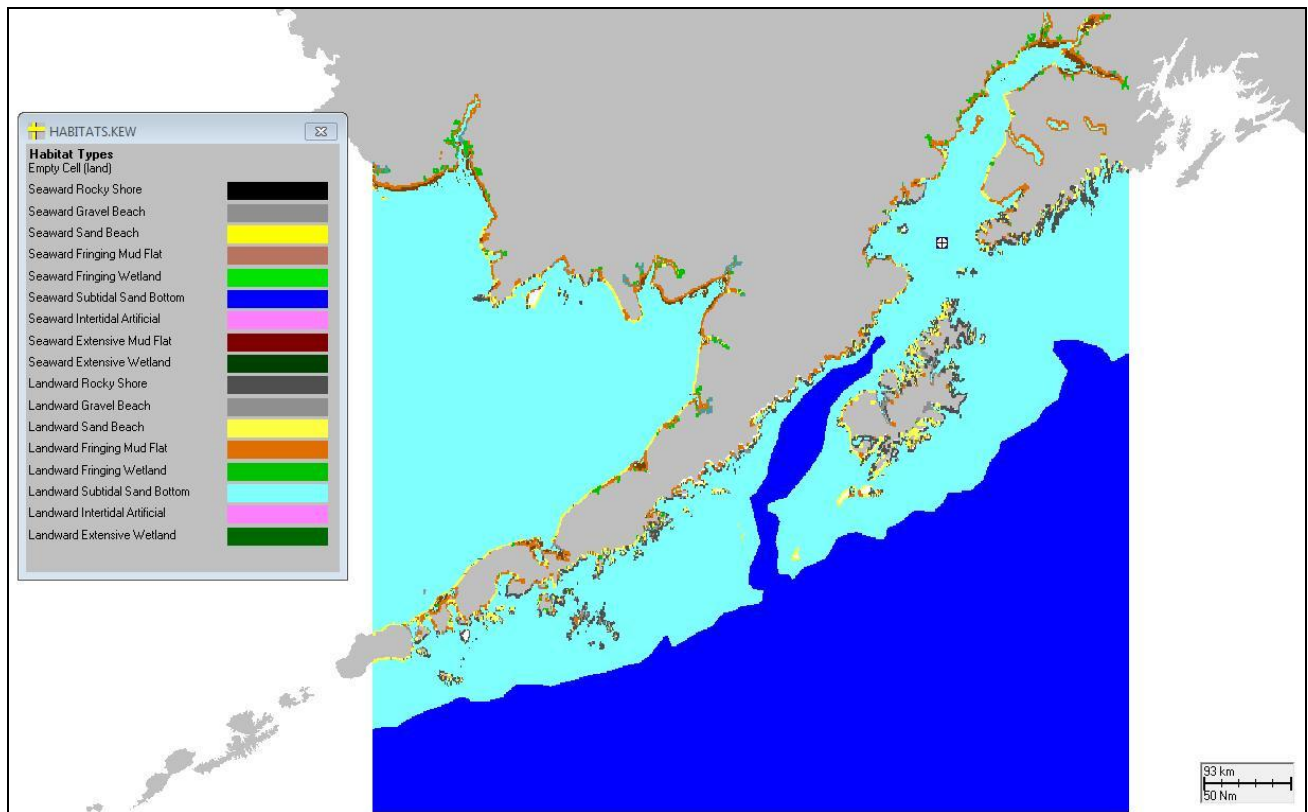 HABITATS.KEW
Habitat Types
Empty Cell (land)
Seaward Rocky Shore
Seaward Gravel Beach
Seaward Sand Beach
Seaward Fringing Mud Flat
Seaward Fringing Wetland
Seaward Subtidal Sand Bottom
Seaward Intertidal Artificial
Seaward Extensive Mud Flat
Seaward Extensive Wetland
Landward Rocky Shore
Landward Gravel Beach
Landward Sand Beach
Landward Fringing Mud Flat
Landward Fringing Wetland
Landward Subtidal Sand Bottom
Landward Intertidal Artificial
Landward Extensive Wetland
93 km
50 Nm